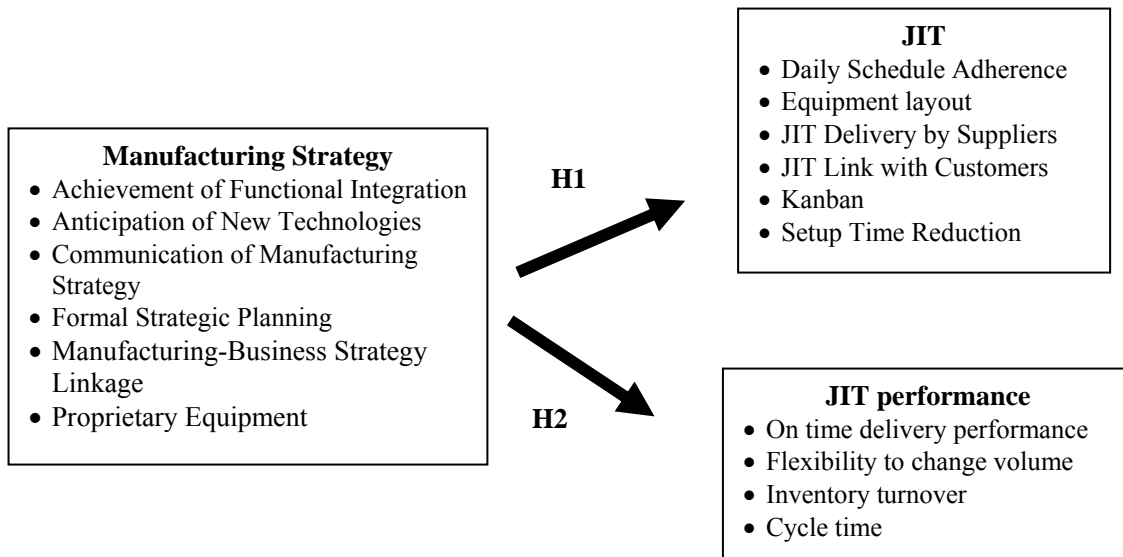 Manufacturing Strategy
• Achievement of Functional Integration
• Anticipation of New Technologies
• Communication of Manufacturing
Strategy
• Formal Strategic Planning
• Manufacturing-Business Strategy
Linkage
• Proprietary Equipment
H1
H2
JIT
• Daily Schedule Adherence
• Equipment layout
• JIT Delivery by Suppliers
• JIT Link with Customers
• Kanban
• Setup Time Reduction
JIT performance
• On time delivery performance
• Flexibility to change volume
• Inventory turnover
• Cycle time